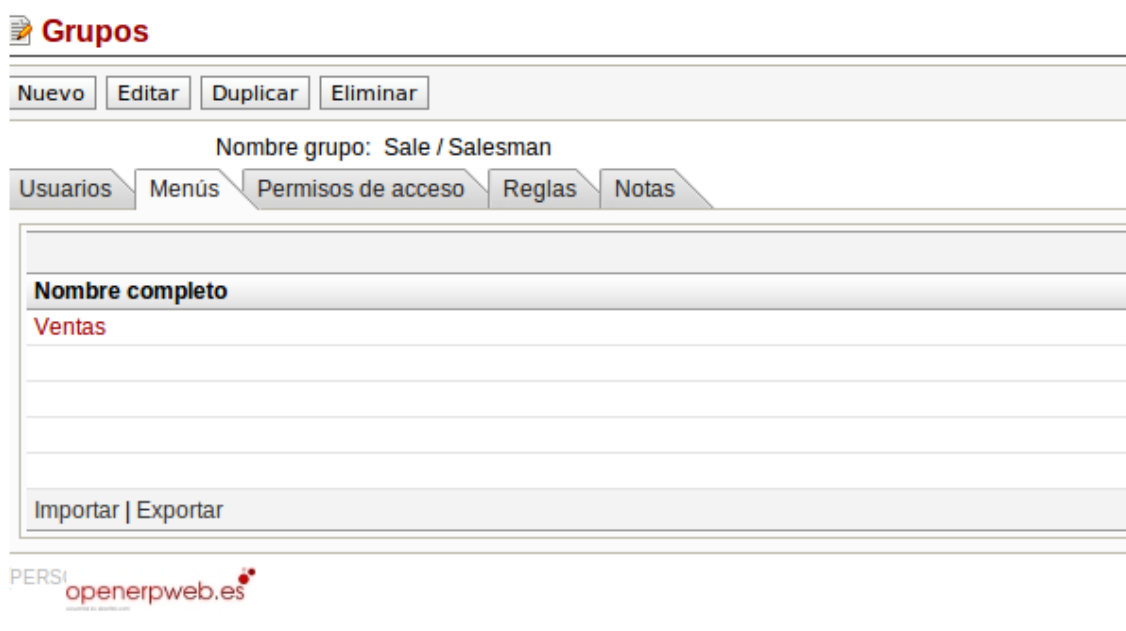 Grupos
Nuevo Editar Duplicar Eliminar
Nombre grupo: Sale / Salesman
Usuarios Menús Permisos de acceso Reglas Notas
Nombre completo
Ventas
Importar | Exportar
PERS
openerpweb.es